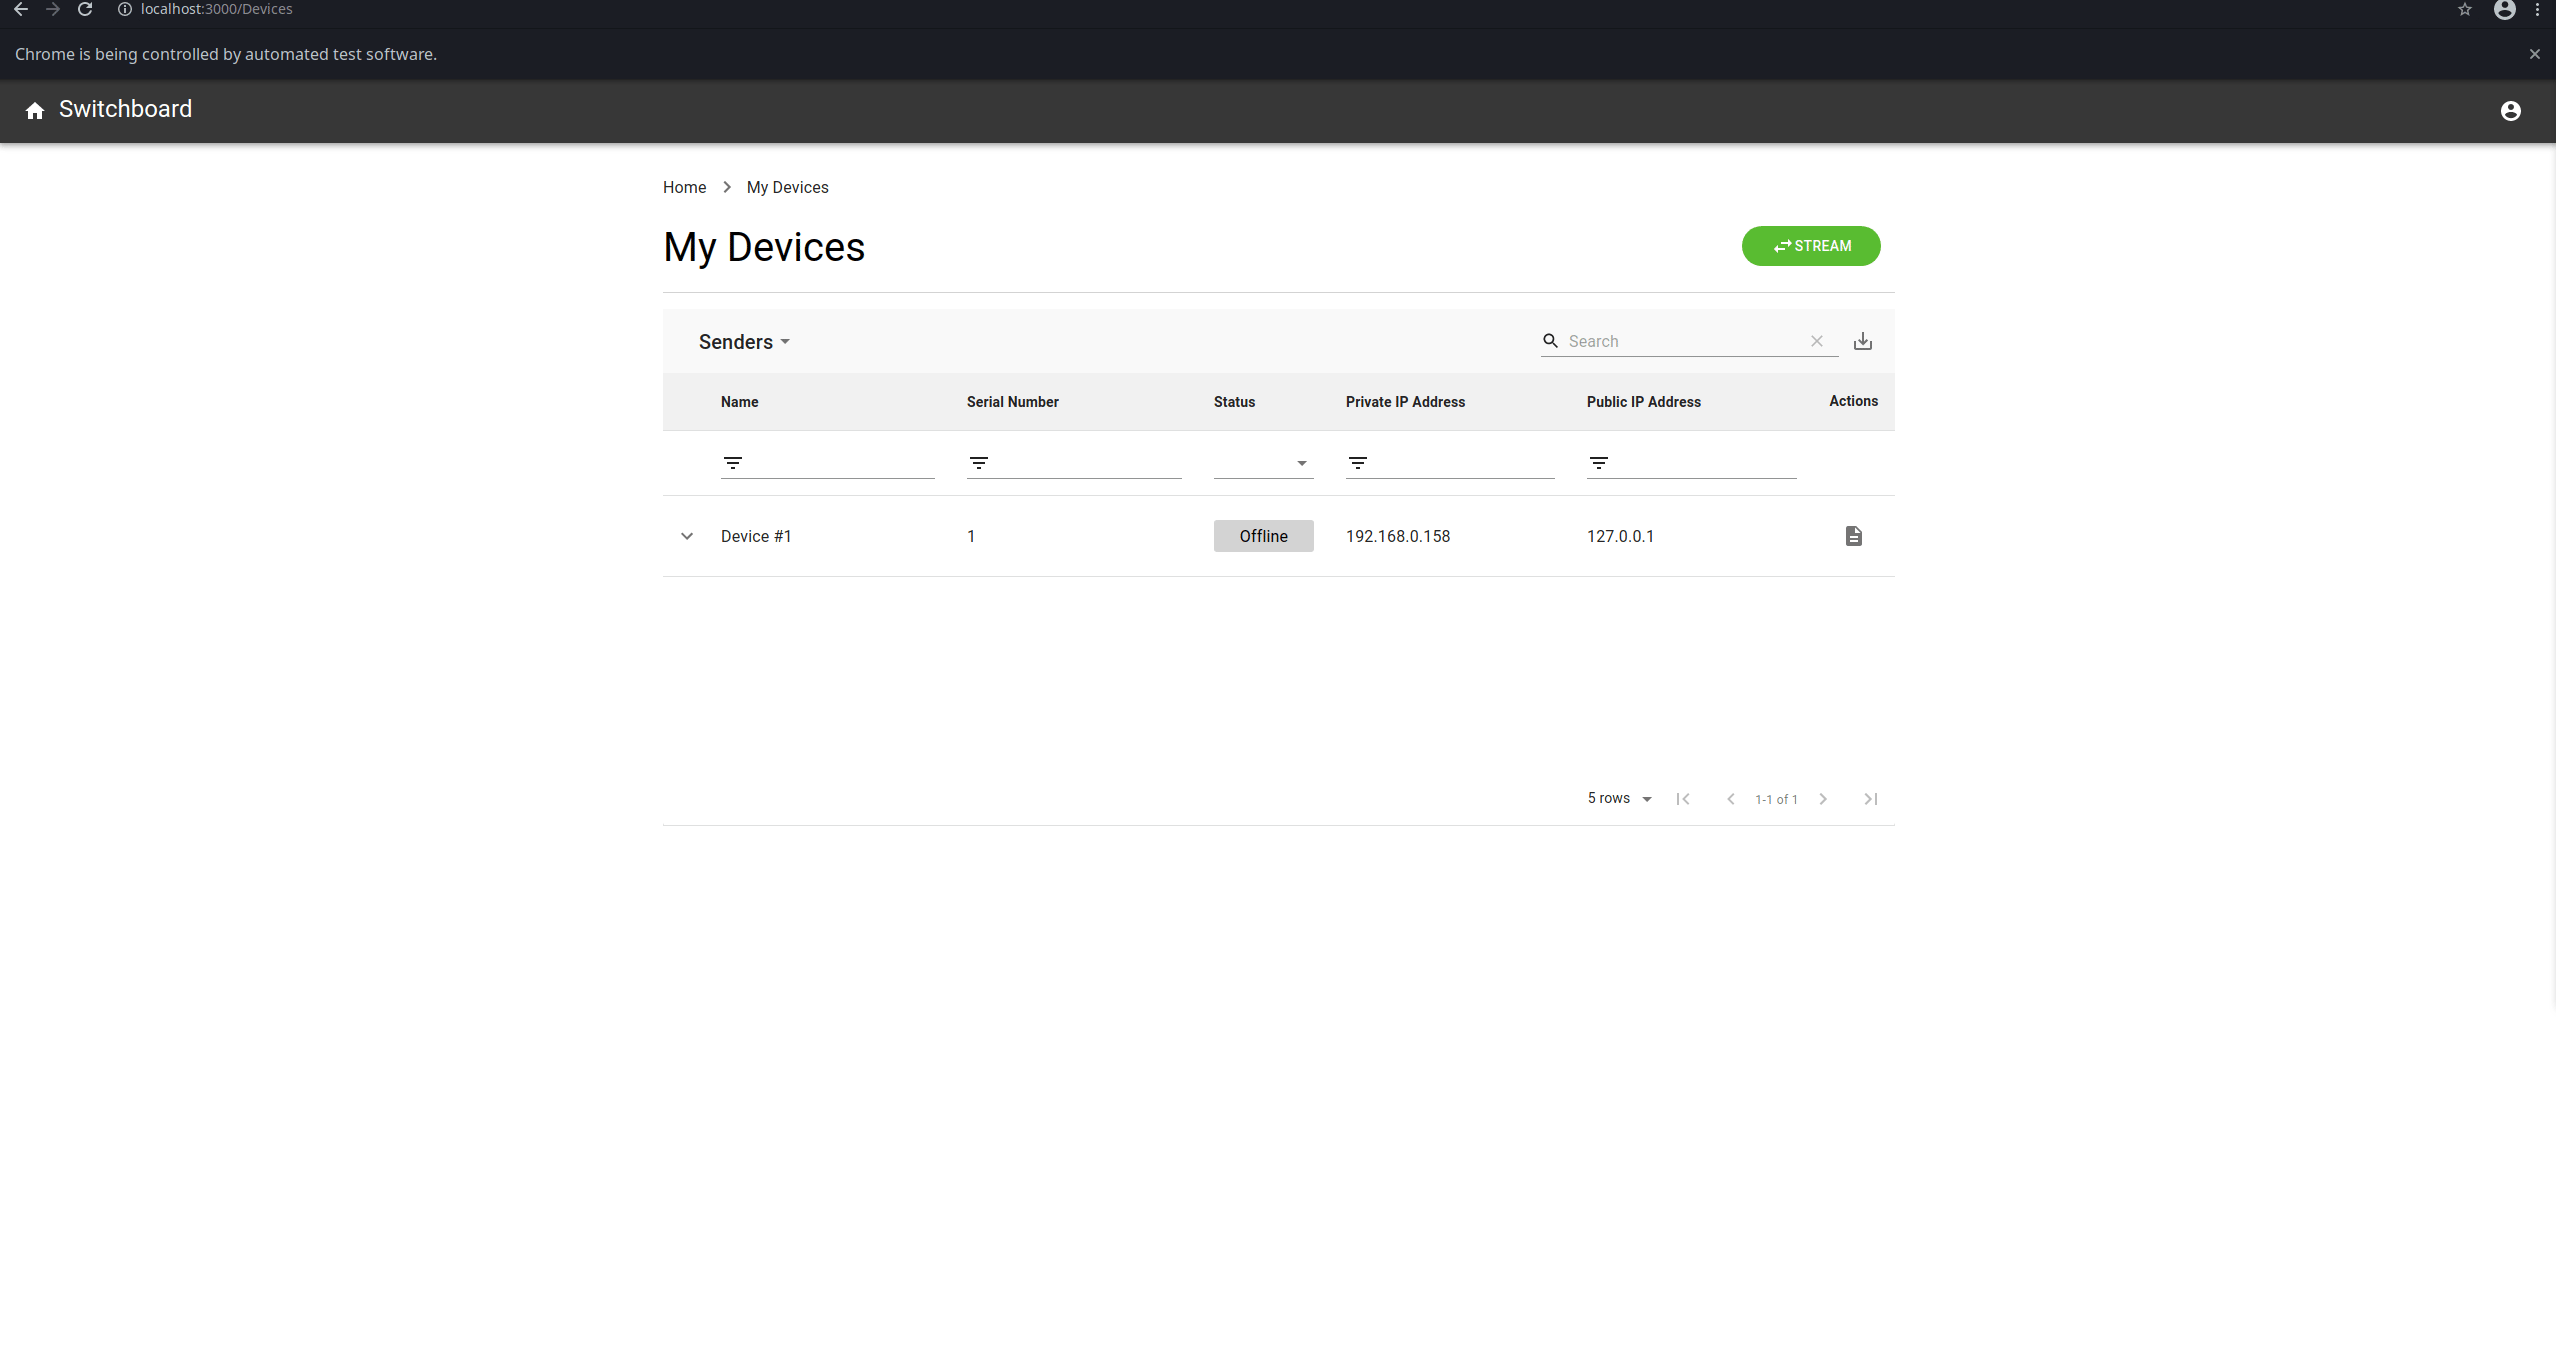 localhost:3000/Devices
Chrome is being controlled by automated test software.
Switchboard
Home My Devices
My Devices
STREAM
Senders Search
Name Serial Number Status Private IP Address Public IP Address Actions
Device #1 1 Offline 192.168.0.158 127.0.0.1
5 rows 1-1 of 1